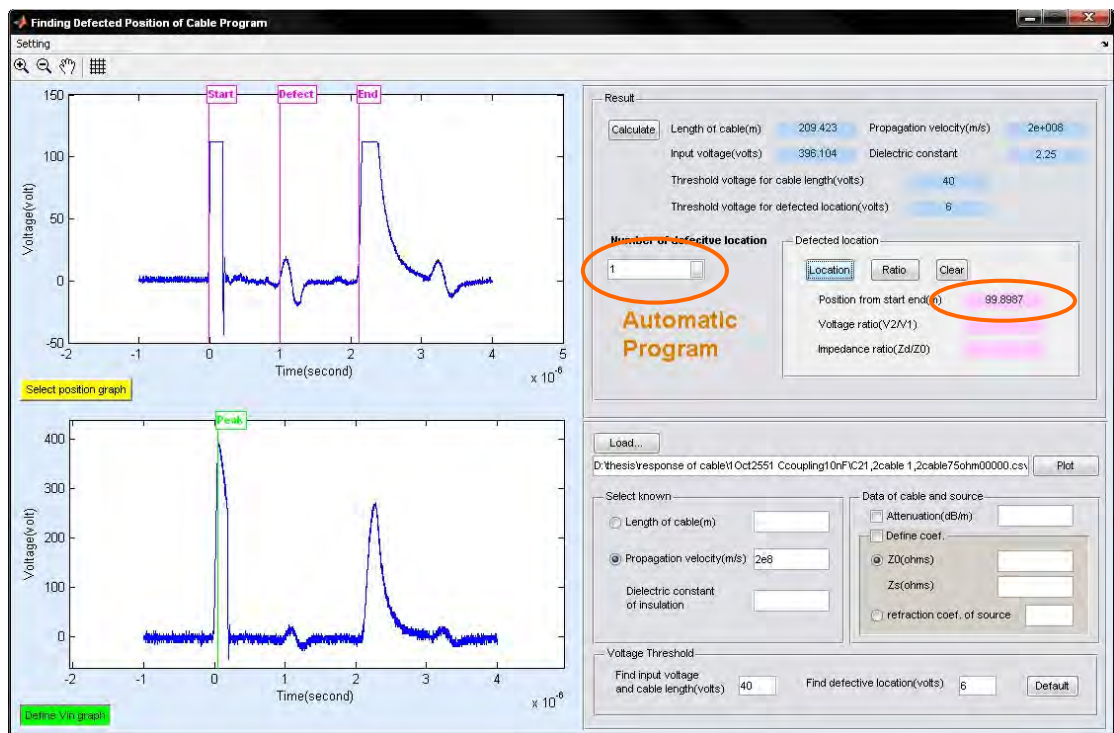 Finding Defected Position of Cable Program
Setting
Start
Defect
End
150
100
50
0
-50
Voltage(volt)
-2 -1 0 1 2 3 4 5
Time(second)
x 10⁻⁶
Select position graph
Peak
400
300
200
100
0
Voltage(volt)
-2 -1 0 1 2 3 4
Time(second)
x 10⁻⁶
Define Vin graph
Result
Calculate
Length of cable(m) 209.423 Propagation velocity(m/s) 2e+008
Input voltage(volts) 396.104 Dielectric constant 2.25
Threshold voltage for cable length(volts) 40
Threshold voltage for defected location(volts) 6
Number of defecitve location
1
Automatic
Program
Defected location
Location Ratio Clear
Position from start end(m) 99.8987
Voltage ratio(V2/V1)
Impedance ratio(Zd/Z0)
Load...
D:\thesis\response of cable\1Oct2551 Ccoupling10nF\C21,2cable 1,2cable75ohm00000.csv Plot
Select known
Length of cable(m)
Propagation velocity(m/s) 2e8
Dielectric constant
of insulation
Data of cable and source
Attenuation(dB/m)
Define coef.
Z0(ohms)
Zs(ohms)
refraction coef. of source
Voltage Threshold
Find input voltage
and cable length(volts) 40
Find defective location(volts) 6
Default